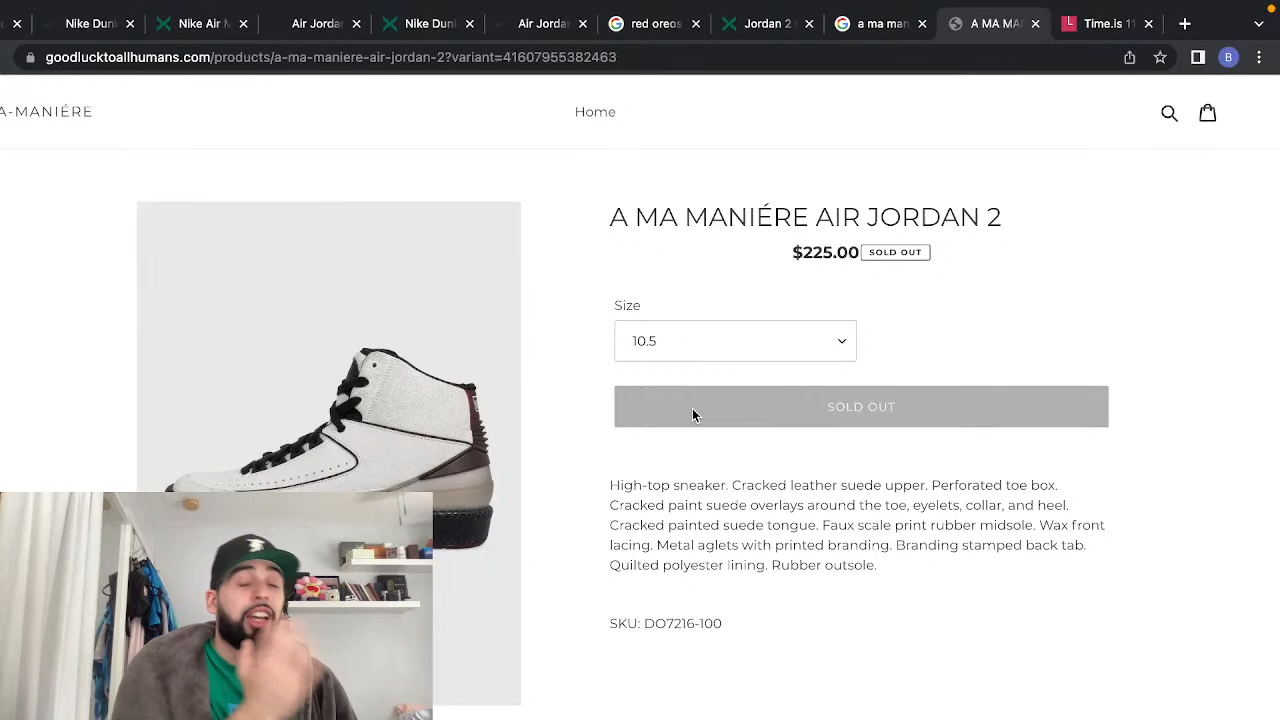 Nike Dunk
Nike Air M
Air Jordan
Nike Dunk
Air Jordan
red oreos
Jordan 2
a ma man
A MA MAN
Time.is 11
goodlucktoallhumans.com/products/a-ma-maniere-air-jordan-2?variant=41607955382463
B
A-MANIÉRE
Home
A MA MANIÉRE AIR JORDAN 2
$225.00 SOLD OUT
Size
10.5
SOLD OUT
High-top sneaker. Cracked leather suede upper. Perforated toe box.
Cracked paint suede overlays around the toe, eyelets, collar, and heel.
Cracked painted suede tongue. Faux scale print rubber midsole. Wax front
lacing. Metal aglets with printed branding. Branding stamped back tab.
Quilted polyester lining. Rubber outsole.
SKU: DO7216-100